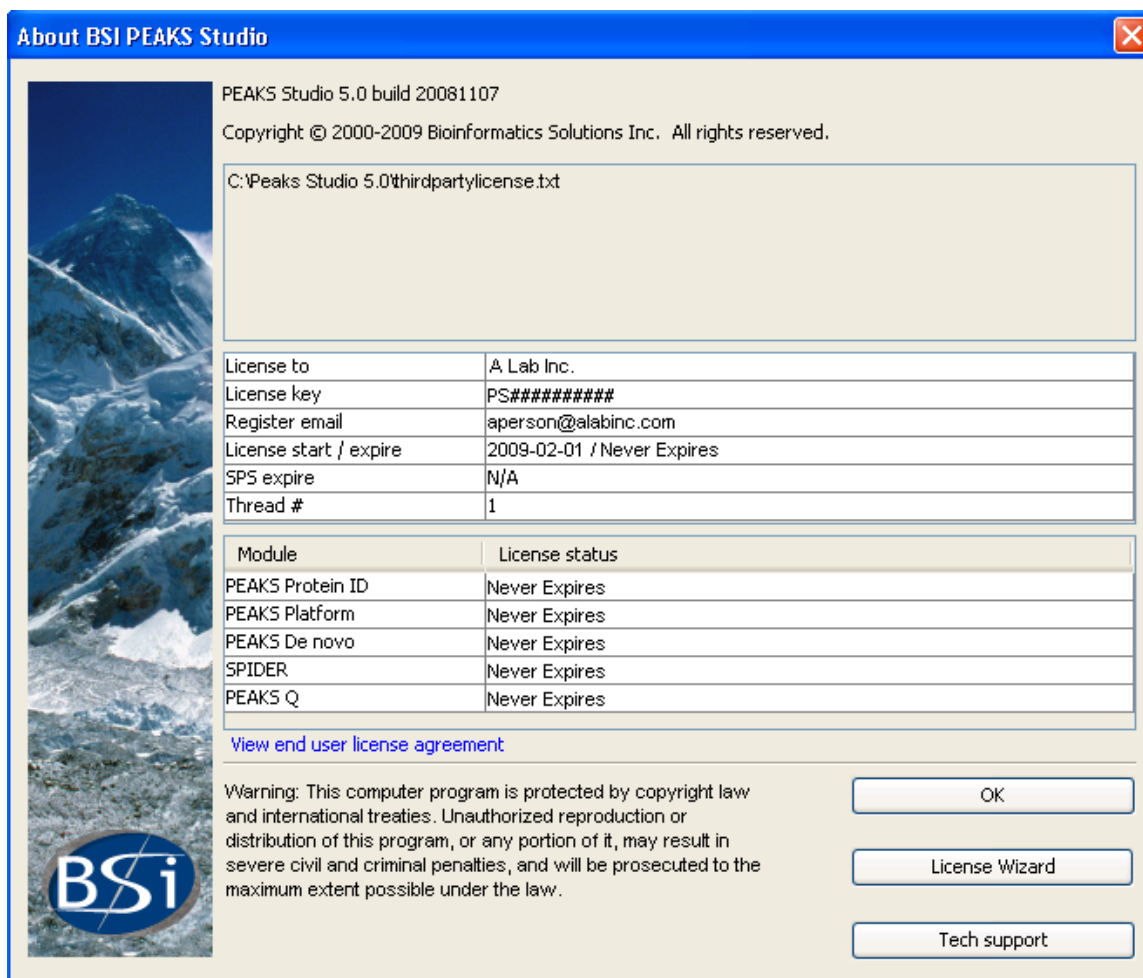 About BSI PEAKS Studio
PEAKS Studio 5.0 build 20081107
Copyright © 2000-2009 Bioinformatics Solutions Inc. All rights reserved.
C:\Peaks Studio 5.0\thirdpartylicense.txt
License to A Lab Inc.
License key PS##########
Register email aperson@alabinc.com
License start / expire 2009-02-01 / Never Expires
SPS expire N/A
Thread # 1
Module License status
PEAKS Protein ID Never Expires
PEAKS Platform Never Expires
PEAKS De novo Never Expires
SPIDER Never Expires
PEAKS Q Never Expires
View end user license agreement
Warning: This computer program is protected by copyright law
and international treaties. Unauthorized reproduction or
distribution of this program, or any portion of it, may result in
severe civil and criminal penalties, and will be prosecuted to the
maximum extent possible under the law.
OK
License Wizard
Tech support
BSi